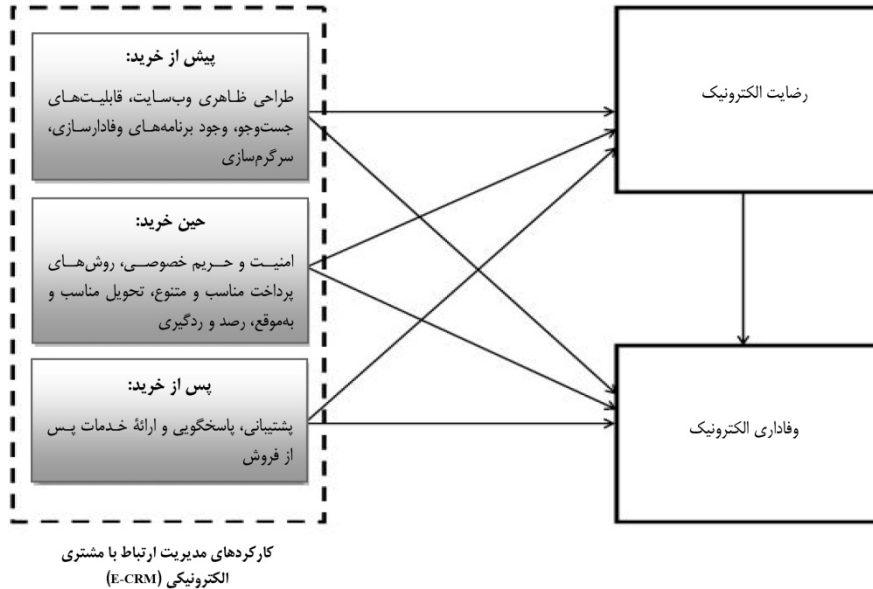 پیش از خرید:
طراحی ظاهری وب‌سایت، قابلیت‌های
جست‌وجو، وجود برنامه‌های وفادارسازی،
سرگرم‌سازی
حین خرید:
امنیت و حریم خصوصی، روش‌های
پرداخت مناسب و متنوع، تحویل مناسب و
به‌موقع، رصد و ردگیری
پس از خرید:
پشتیبانی، پاسخگویی و ارائهٔ خدمات پس
از فروش
رضایت الکترونیک
وفاداری الکترونیک
کارکردهای مدیریت ارتباط با مشتری
الکترونیکی (E-CRM)